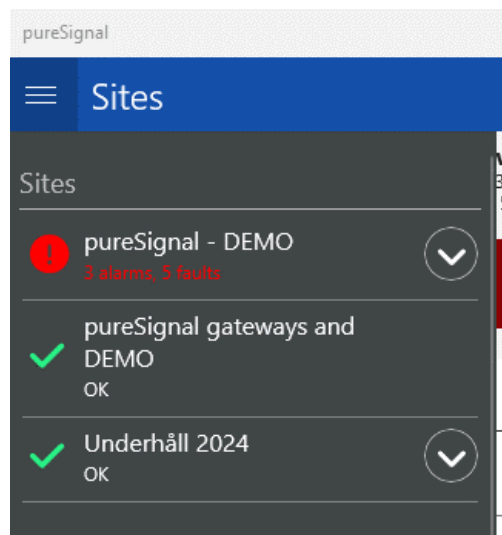 pureSignal
Sites
Sites
pureSignal - DEMO
3 alarms, 5 faults
pureSignal gateways and
DEMO
OK
Underhåll 2024
OK